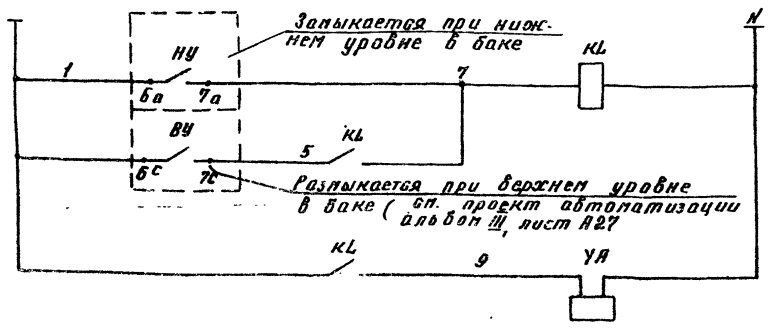 Замыкается при ниж-
нем уровне в баке
N
1
НУ
6а
7а
7
KL
ВУ
6с
7с
5
KL
Размыкается при верхнем уровне
в баке ( см. проект автоматизации
альбом III, лист А27
KL
9
YA